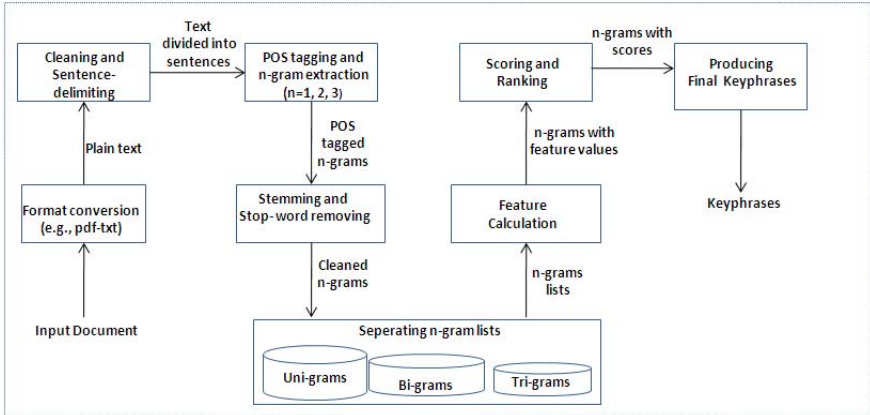 Text
divided into
sentences
Cleaning and
Sentence-
delimiting
POS tagging and
n-gram extraction
(n=1, 2, 3)
Plain text
POS
tagged
n-grams
Format conversion
(e.g., pdf-txt)
Stemming and
Stop-word removing
Input Document
Cleaned
n-grams
Seperating n-gram lists
Uni-grams
Bi-grams
Tri-grams
n-grams
lists
Feature
Calculation
n-grams with
feature values
Scoring and
Ranking
n-grams with
scores
Producing
Final Keyphrases
Keyphrases